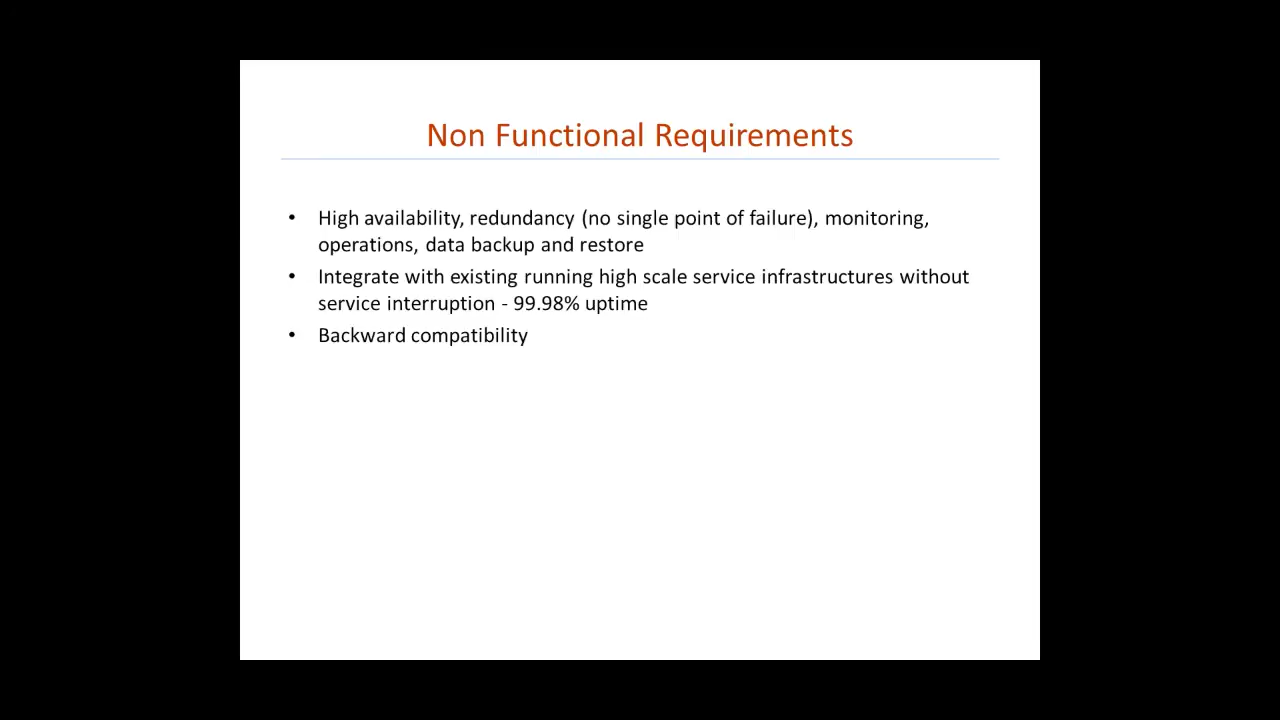 Non Functional Requirements
• High availability, redundancy (no single point of failure), monitoring,
operations, data backup and restore
• Integrate with existing running high scale service infrastructures without
service interruption - 99.98% uptime
• Backward compatibility